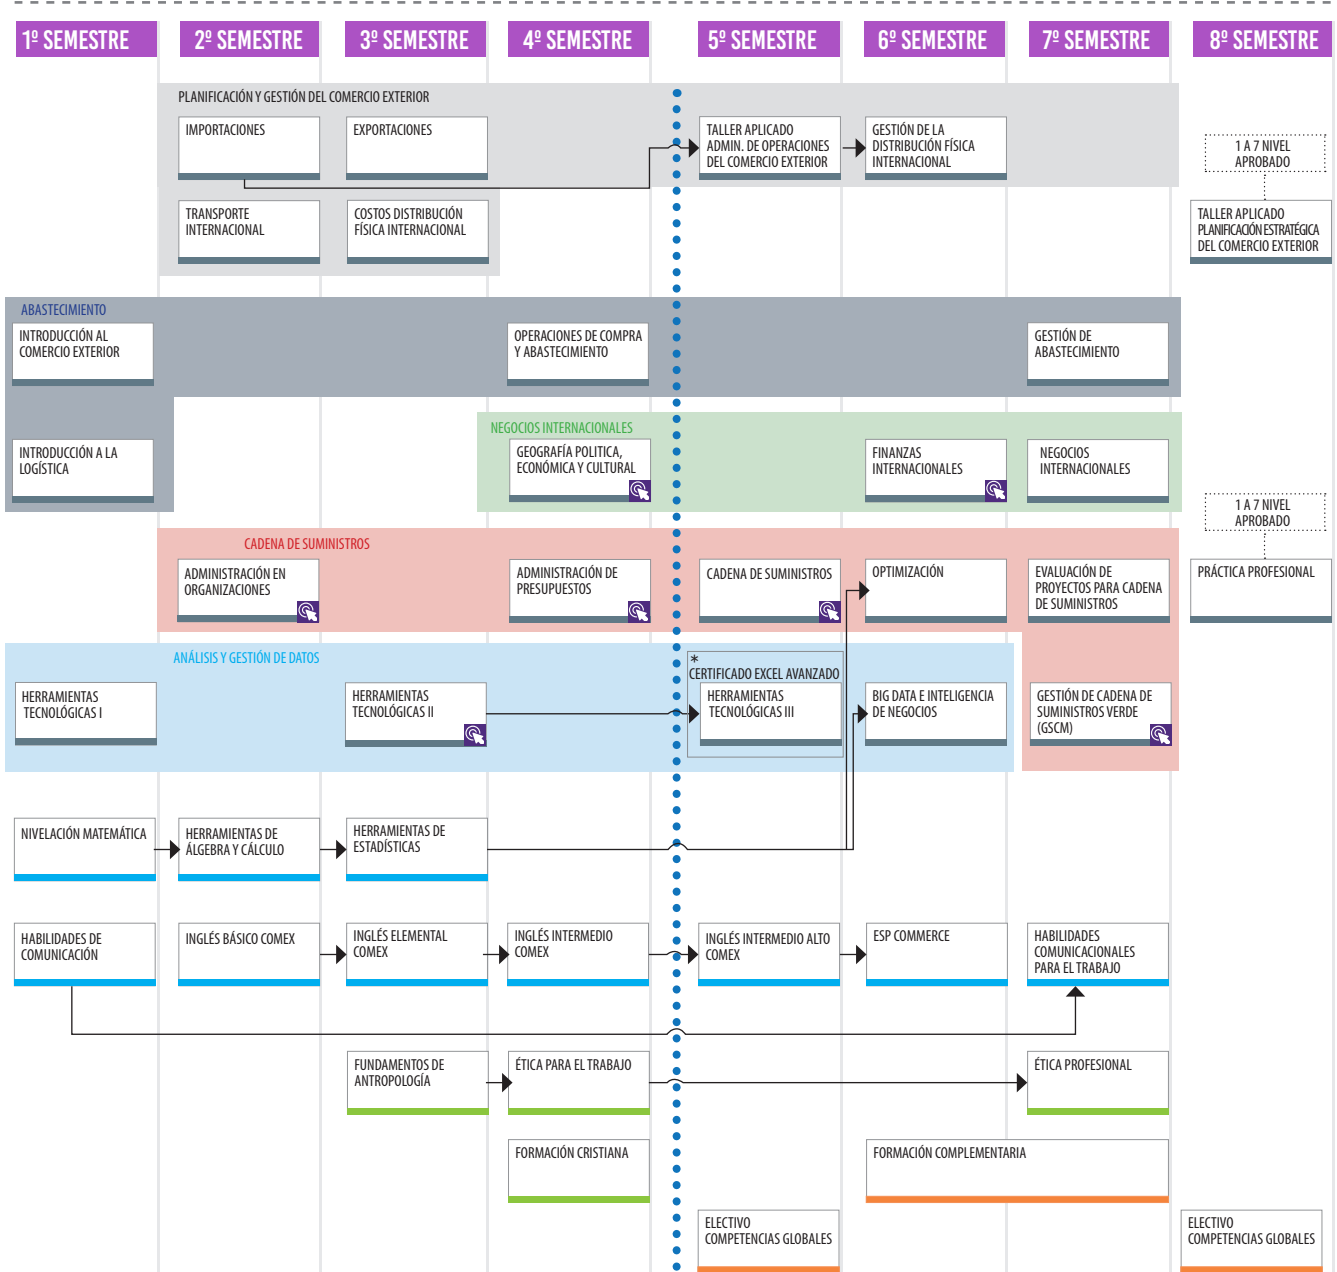 1º SEMESTRE
2º SEMESTRE
3º SEMESTRE
4º SEMESTRE
5º SEMESTRE
6º SEMESTRE
7º SEMESTRE
8º SEMESTRE
PLANIFICACIÓN Y GESTIÓN DEL COMERCIO EXTERIOR
IMPORTACIONES
EXPORTACIONES
TALLER APLICADO
ADMIN. DE OPERACIONES
DEL COMERCIO EXTERIOR
GESTIÓN DE LA
DISTRIBUCIÓN FÍSICA
INTERNACIONAL
1 A 7 NIVEL
APROBADO
TRANSPORTE
INTERNACIONAL
COSTOS DISTRIBUCIÓN
FÍSICA INTERNACIONAL
TALLER APLICADO
PLANIFICACIÓN ESTRATÉGICA
DEL COMERCIO EXTERIOR
ABASTECIMIENTO
INTRODUCCIÓN AL
COMERCIO EXTERIOR
OPERACIONES DE COMPRA
Y ABASTECIMIENTO
GESTIÓN DE
ABASTECIMIENTO
NEGOCIOS INTERNACIONALES
INTRODUCCIÓN A LA
LOGÍSTICA
GEOGRAFÍA POLITICA,
ECONÓMICA Y CULTURAL
FINANZAS
INTERNACIONALES
NEGOCIOS
INTERNACIONALES
1 A 7 NIVEL
APROBADO
CADENA DE SUMINISTROS
ADMINISTRACIÓN EN
ORGANIZACIONES
ADMINISTRACIÓN DE
PRESUPUESTOS
CADENA DE SUMINISTROS
OPTIMIZACIÓN
EVALUACIÓN DE
PROYECTOS PARA CADENA
DE SUMINISTROS
PRÁCTICA PROFESIONAL
ANÁLISIS Y GESTIÓN DE DATOS
*
CERTIFICADO EXCEL AVANZADO
HERRAMIENTAS
TECNOLÓGICAS I
HERRAMIENTAS
TECNOLÓGICAS II
HERRAMIENTAS
TECNOLÓGICAS III
BIG DATA E INTELIGENCIA
DE NEGOCIOS
GESTIÓN DE CADENA DE
SUMINISTROS VERDE
(GSCM)
NIVELACIÓN MATEMÁTICA
HERRAMIENTAS DE
ÁLGEBRA Y CÁLCULO
HERRAMIENTAS DE
ESTADÍSTICAS
HABILIDADES DE
COMUNICACIÓN
INGLÉS BÁSICO COMEX
INGLÉS ELEMENTAL
COMEX
INGLÉS INTERMEDIO
COMEX
INGLÉS INTERMEDIO ALTO
COMEX
ESP COMMERCE
HABILIDADES
COMUNICACIONALES
PARA EL TRABAJO
FUNDAMENTOS DE
ANTROPOLOGÍA
ÉTICA PARA EL TRABAJO
ÉTICA PROFESIONAL
FORMACIÓN CRISTIANA
FORMACIÓN COMPLEMENTARIA
ELECTIVO
COMPETENCIAS GLOBALES
ELECTIVO
COMPETENCIAS GLOBALES